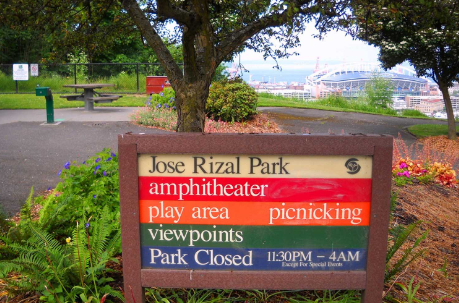 Jose Rizal Park
amphitheater
play area picnicking
viewpoints
Park Closed 11:30PM – 4AM
Except For Special Events